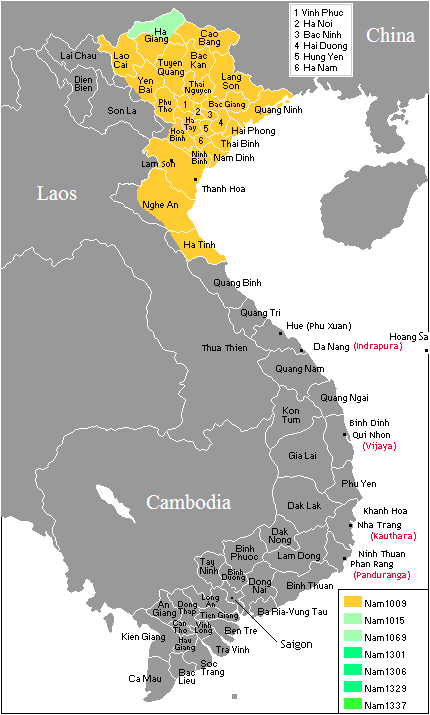 1 Vinh Phuc
2 Ha Noi
3 Bac Ninh
4 Hai Duong
5 Hung Yen
6 Ha Nam
China
Ha
Giang
Cao
Bang
Lai Chau
Lao
Cai
Tuyen
Quang
Bac
Kan
Dien
Bien
Yen
Bai
Thai
Nguyen
Lang
Son
Son La
Phu
Tho
1
2
3
4
5
6
Bac Giang
Quang Ninh
Ha
Tay
Hoa
Binh
Hai Phong
Thai Binh
Ninh
Binh
Nam Dinh
Lam Son
Thanh Hoa
Laos
Nghe An
Ha Tinh
Quang Binh
Quang Tri
Hue (Phu Xuan)
Hoang Sa
Thua Thien
Da Nang (Indrapura)
Quang Nam
Quang Ngai
Kon
Tum
Binh Dinh
Qui Nhon
(Vijaya)
Gia Lai
Phu Yen
Cambodia
Dak Lak
Khanh Hoa
Nha Trang
(Kauthara)
Dak
Nong
Binh
Phuoc
Lam Dong
Ninh Thuan
Phan Rang
(Panduranga)
Tay
Ninh
Binh
Duong
Dong
Nai
Binh Thuan
An
Giang
Dong
Thap
Long
An
Tien Giang
Ba Ria-Vung Tau
Kien Giang
Can
Tho
Vinh
Long
Ben Tre
Hau
Giang
Tra Vinh
Saigon
Soc
Trang
Bac
Lieu
Ca Mau
Nam1009
Nam1015
Nam1069
Nam1301
Nam1306
Nam1329
Nam1337